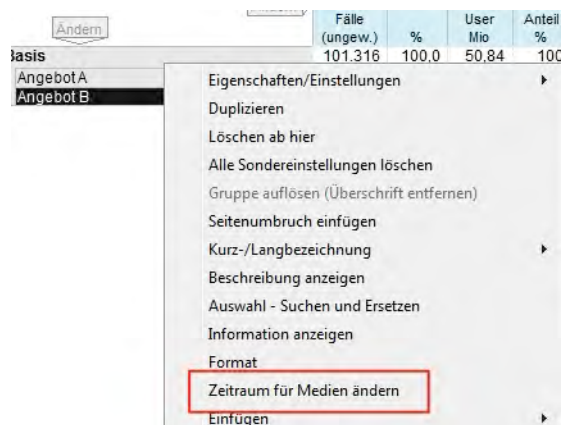 Ändern
Fälle User Anteil
(ungew.) % Mio %
Basis 101.316 100,0 50,84 100
Angebot A
Angebot B
Eigenschaften/Einstellungen
Duplizieren
Löschen ab hier
Alle Sondereinstellungen löschen
Gruppe auflösen (Überschrift entfernen)
Seitenumbruch einfügen
Kurz-/Langbezeichnung
Beschreibung anzeigen
Auswahl - Suchen und Ersetzen
Information anzeigen
Format
Zeitraum für Medien ändern
Einfügen